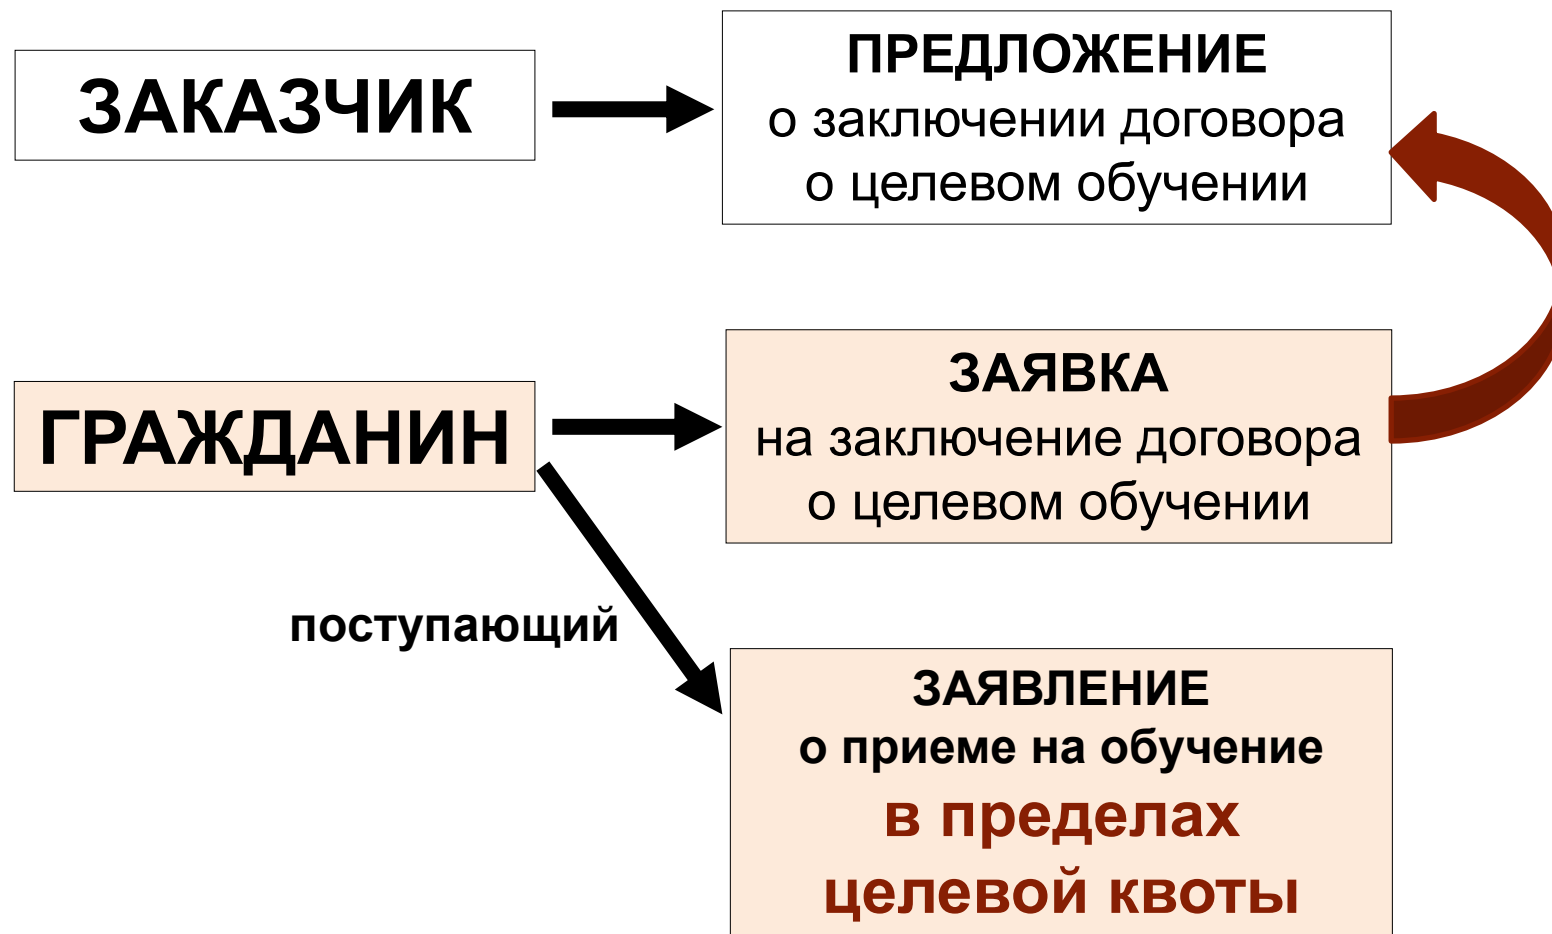 ЗАКАЗЧИК
ПРЕДЛОЖЕНИЕ
о заключении договора
о целевом обучении
ГРАЖДАНИН
ЗАЯВКА
на заключение договора
о целевом обучении
поступающий
ЗАЯВЛЕНИЕ
о приеме на обучение
в пределах
целевой квоты